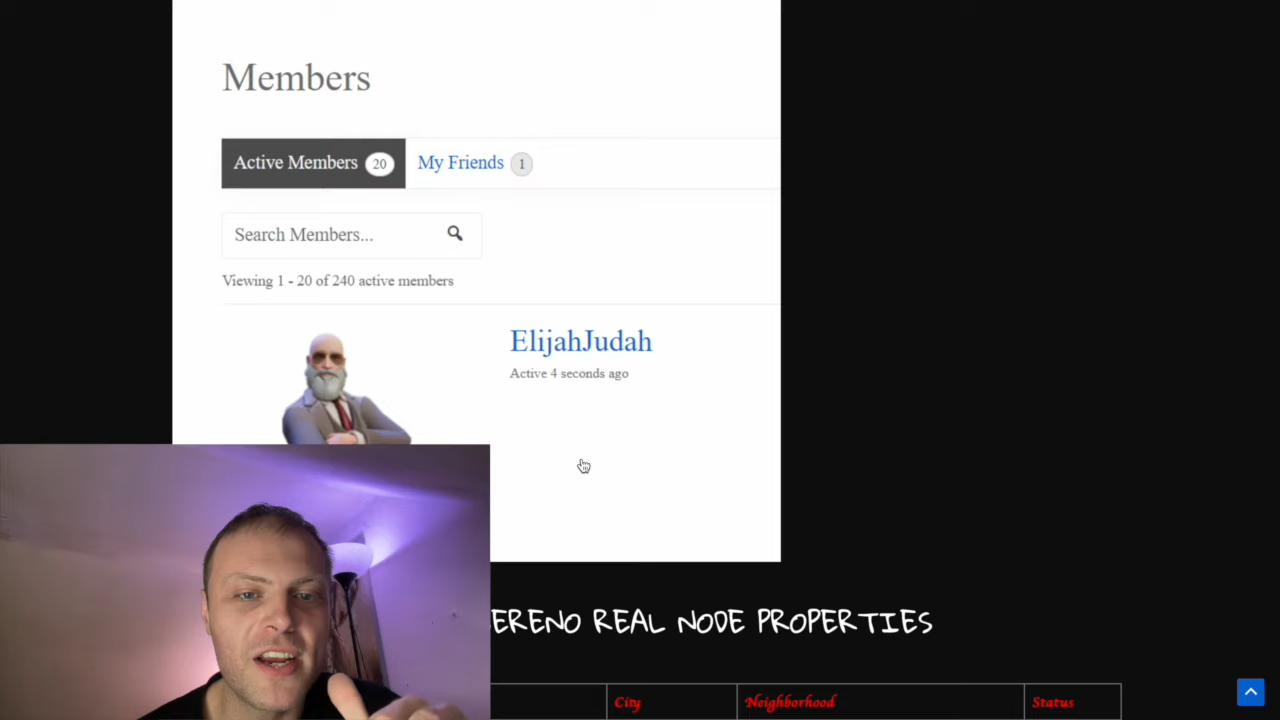 Members
Active Members 20 My Friends 1
Search Members...
Viewing 1 - 20 of 240 active members
ElijahJudah
Active 4 seconds ago
ERENO REAL NODE PROPERTIES
City Neighborhood Status